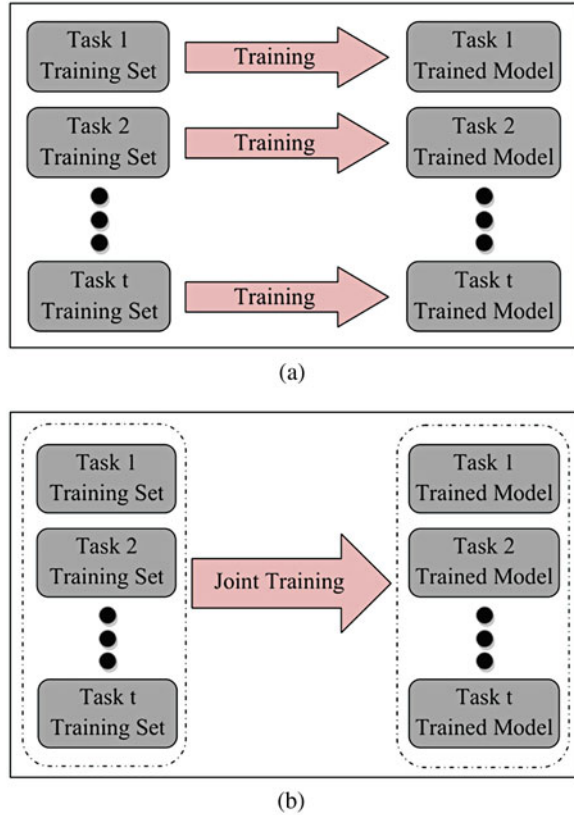 Task 1
Training Set
Training
Task 1
Trained Model
Task 2
Training Set
Training
Task 2
Trained Model
Task t
Training Set
Training
Task t
Trained Model
(a)
Task 1
Training Set
Task 1
Trained Model
Task 2
Training Set
Joint Training
Task 2
Trained Model
Task t
Training Set
Task t
Trained Model
(b)